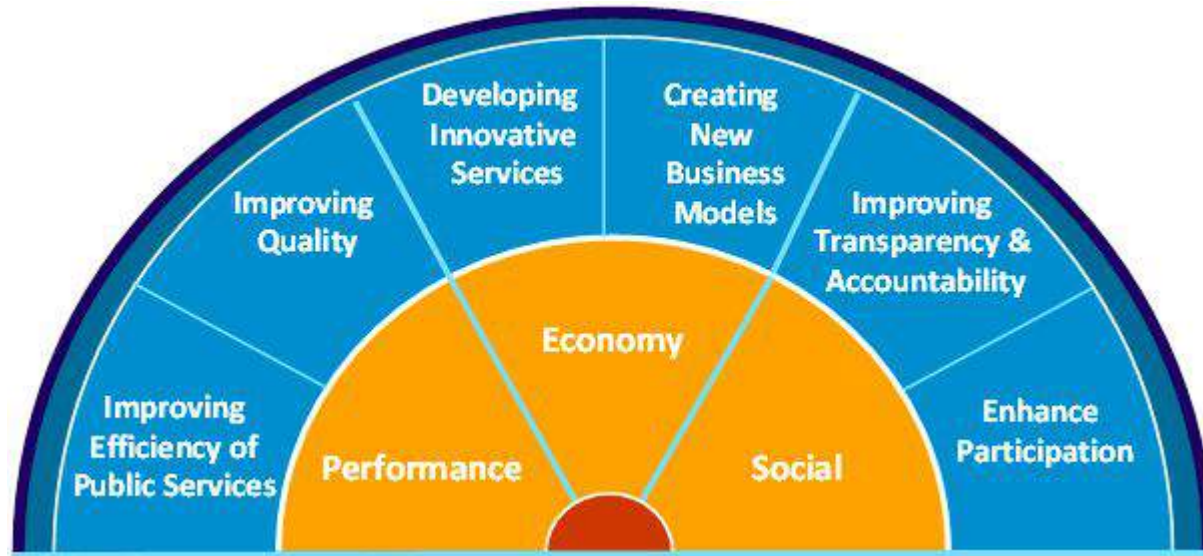 Developing
Innovative
Services
Creating
New
Business
Models
Improving
Quality
Improving
Transparency &
Accountability
Economy
Improving
Efficiency of
Public Services
Performance
Social
Enhance
Participation